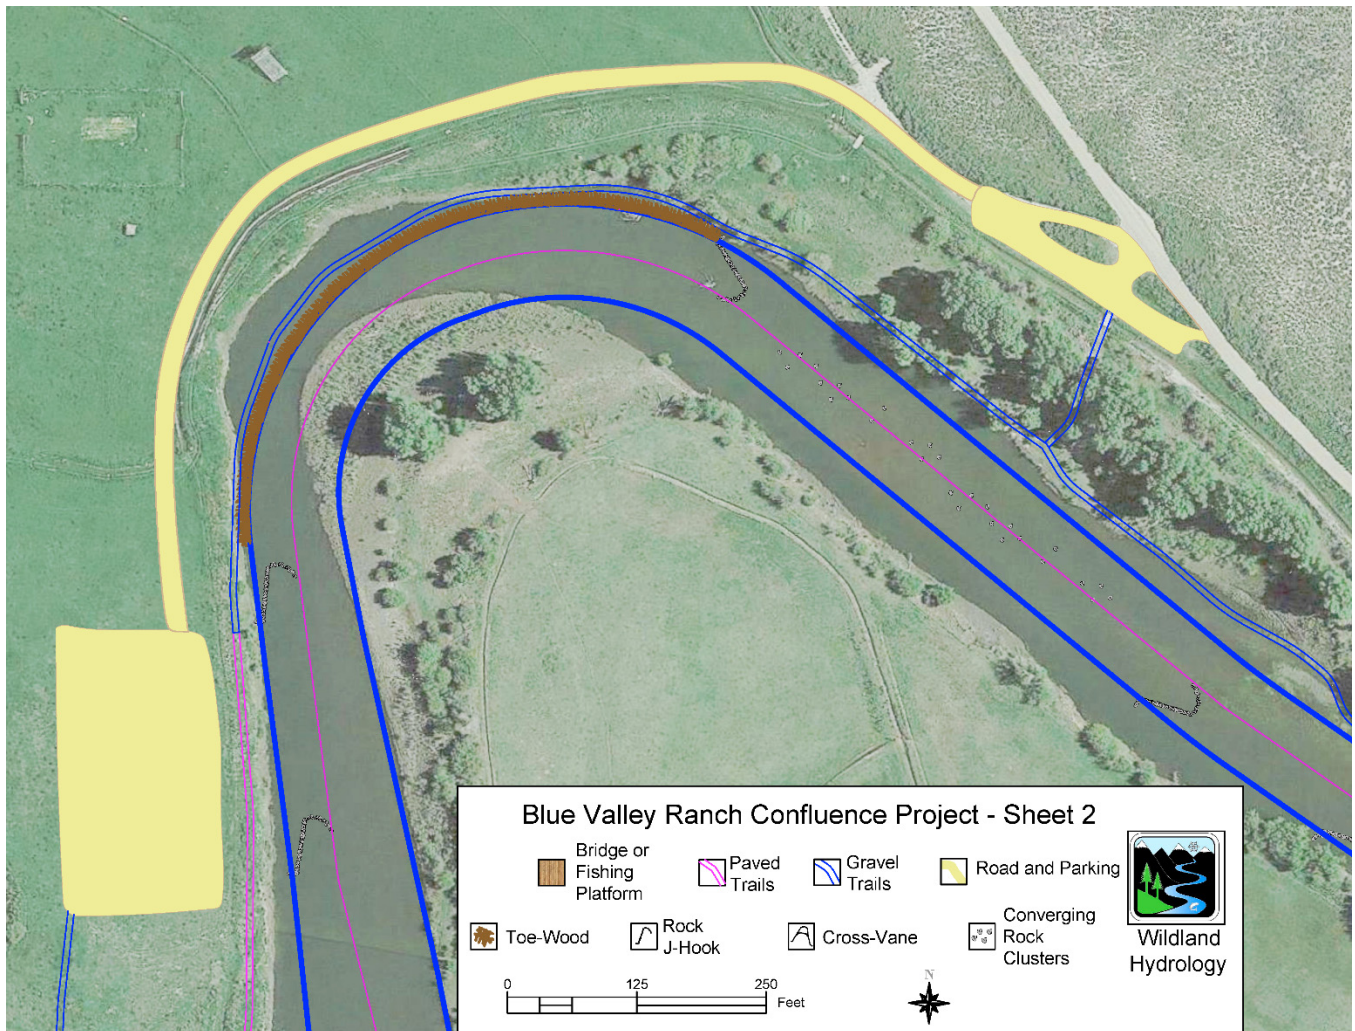 Blue Valley Ranch Confluence Project - Sheet 2
Bridge or
Fishing
Platform
Paved
Trails
Gravel
Trails
Road and Parking
Toe-Wood
Rock
J-Hook
Cross-Vane
Converging
Rock
Clusters
Wildland
Hydrology
0 125 250
Feet
N